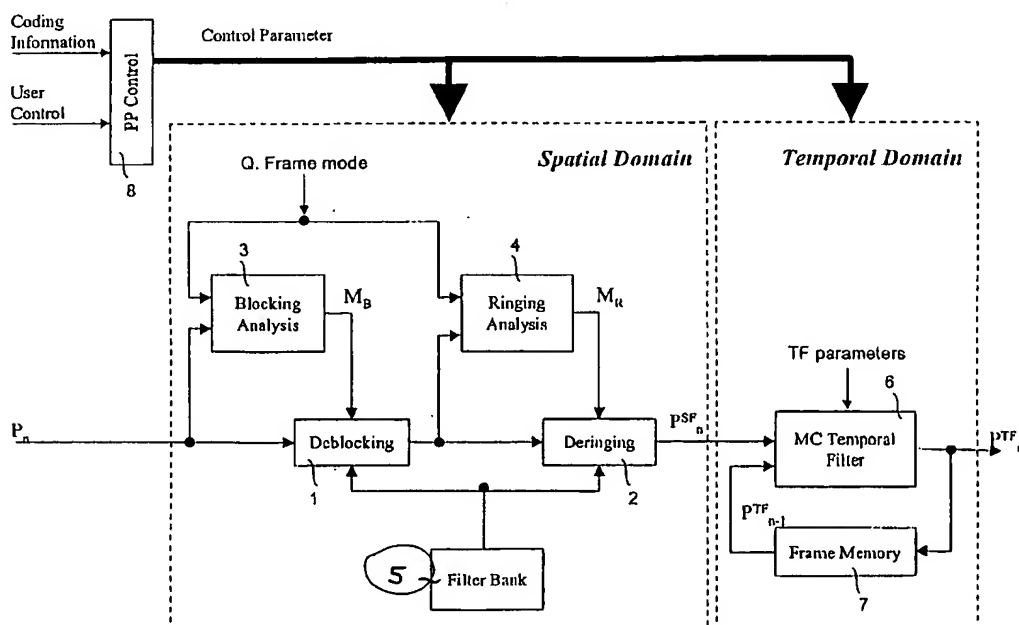 Coding
Information
User
Control
PP Control
8
Control Parameter
Spatial Domain
Temporal Domain
Q. Frame mode
3
Blocking
Analysis
M_B
4
Ringing
Analysis
M_R
TF parameters
6
P_n
Deblocking
1
Deringing
2
P^SF_n
MC Temporal
Filter
P^TF_n
P^TF_n-1
Frame Memory
7
5
Filter Bank